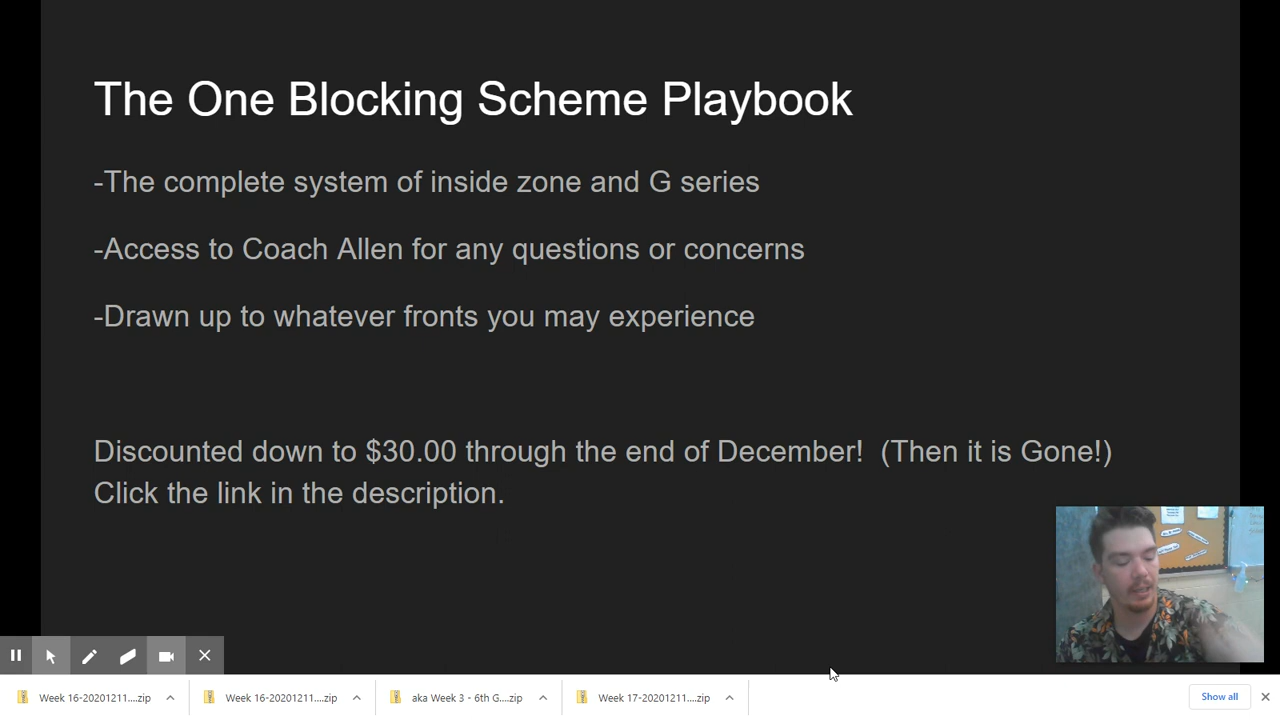 The One Blocking Scheme Playbook
-The complete system of inside zone and G series
-Access to Coach Allen for any questions or concerns
-Drawn up to whatever fronts you may experience
Discounted down to $30.00 through the end of December!  (Then it is Gone!)
Click the link in the description.
Week 16-20201211....zip
Week 16-20201211....zip
aka Week 3 - 6th G....zip
Week 17-20201211....zip
Show all